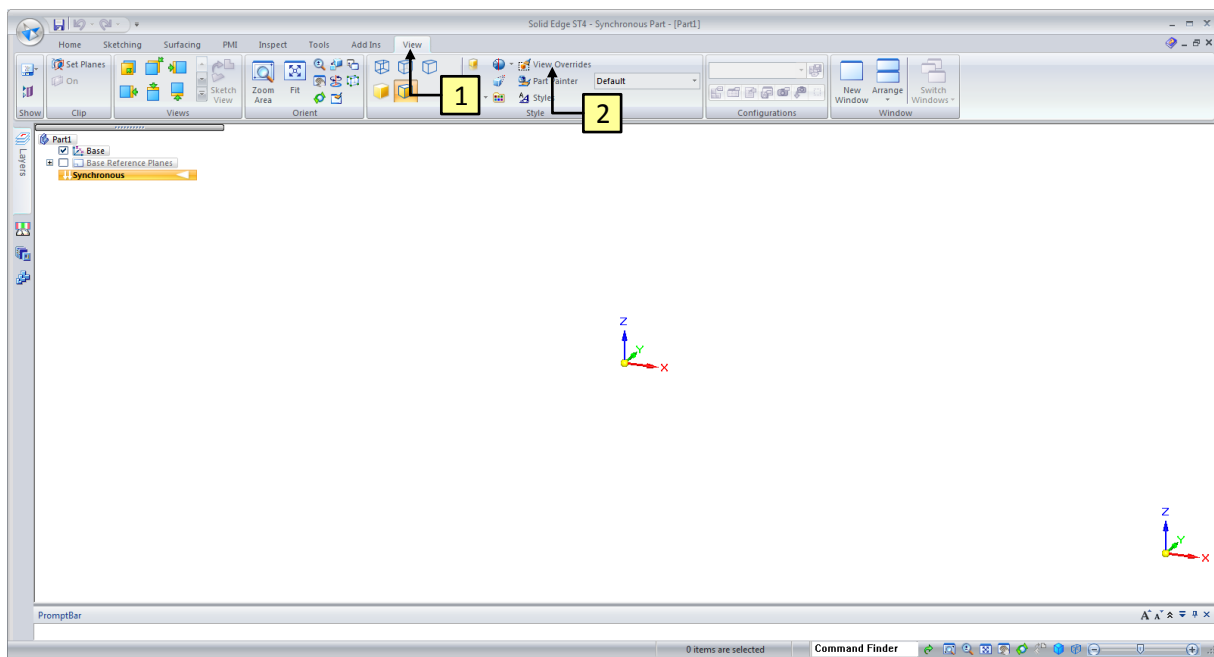 Solid Edge ST4 - Synchronous Part - [Part1]
Home Sketching Surfacing PMI Inspect Tools Add Ins View
Set Planes
On
Sketch
View
Zoom
Area
Fit
View Overrides
Part Painter
Default
Styles
New
Window
Arrange
Switch
Windows
Show Clip Views Orient Style Configurations Window
1
2
Layers
Part1
Base
Base Reference Planes
Synchronous
Z
Y
X
Z
Y
X
PromptBar
0 items are selected
Command Finder